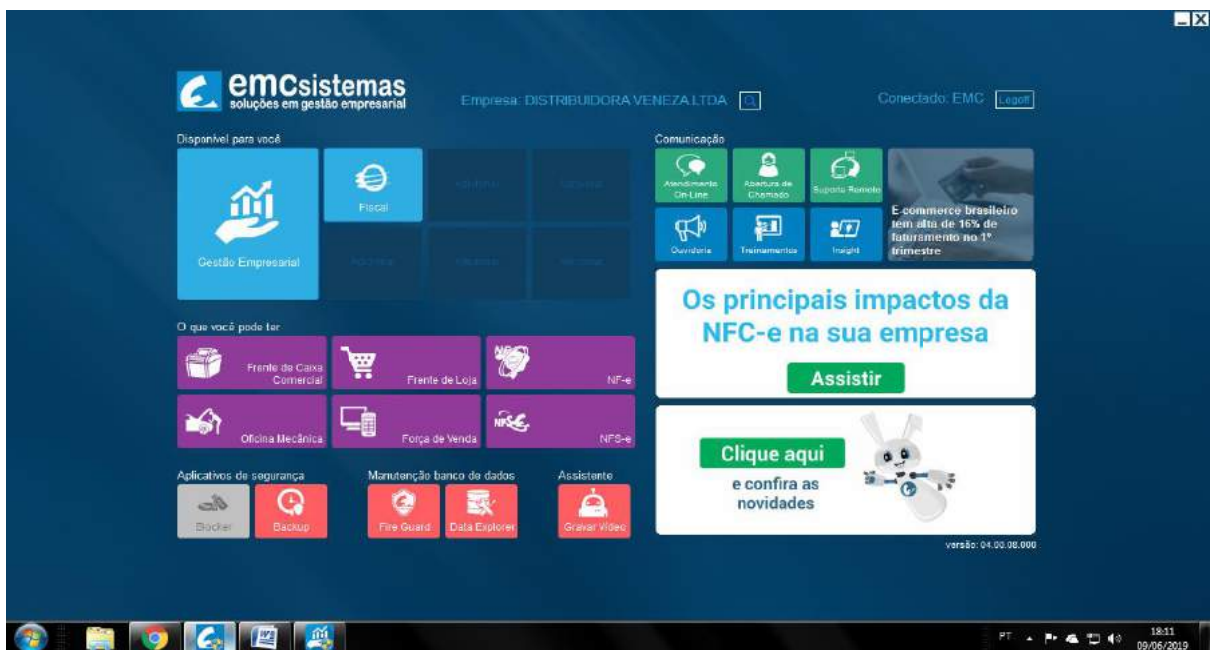 emcsistemas
soluções em gestão empresarial
Empresa: DISTRIBUIDORA VENEZA LTDA
Conectado: EMC
Logoff
Disponível para você
Gestão Empresarial
Fiscal
Comunicação
Atendimento
On-Line
Abertura de
Chamado
Suporte Remoto
Ouvidoria
Treinamentos
Insight
E-commerce brasileiro
tem alta de 16% de
faturamento no 1º
trimestre
Os principais impactos da
NFC-e na sua empresa
Assistir
O que você pode ter
Frente de Caixa
Comercial
Frente de Loja
NF-e
Oficina Mecânica
Força de Venda
NFS-e
Clique aqui
e confira as
novidades
Aplicativos de segurança
Blocker
Backup
Manutenção banco de dados
Fire Guard
Data Explorer
Assistente
Gravar Vídeo
versão: 04.00.08.000
PT
18:11
09/06/2019